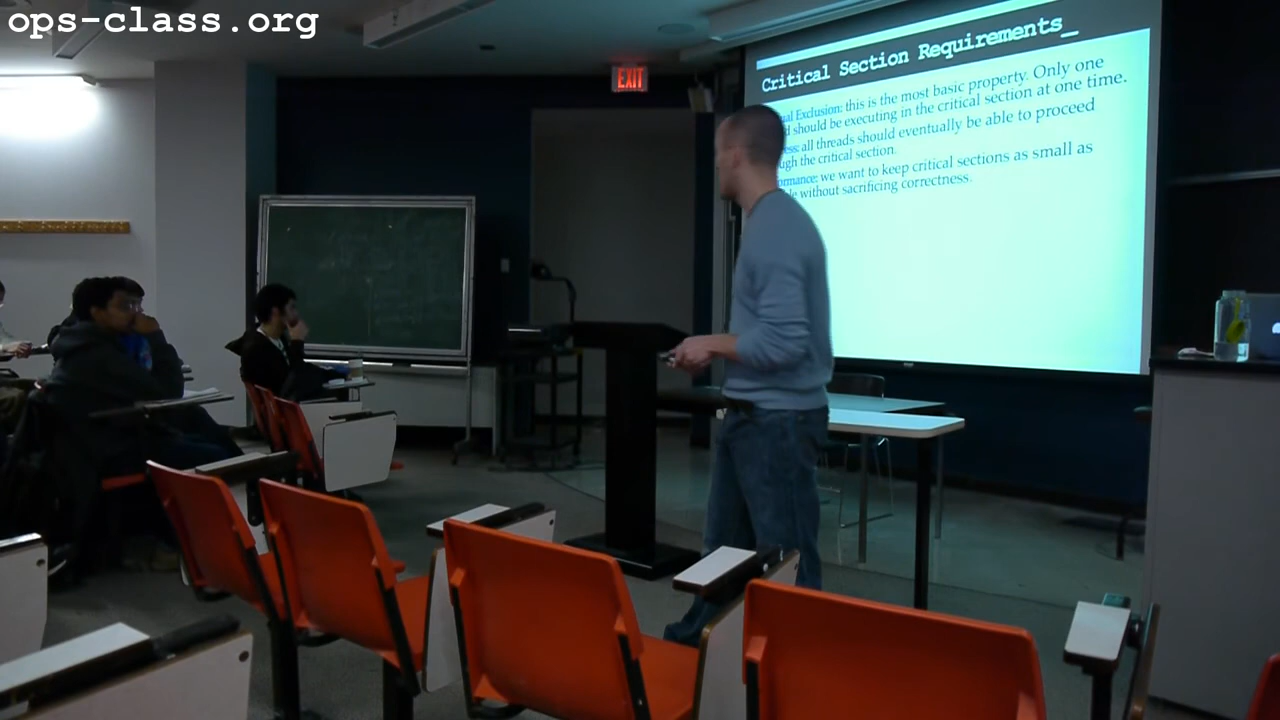 ops-class.org
EXIT
Critical Section Requirements_
Exclusion: this is the most basic property. Only one
should be executing in the critical section at one time.
all threads should eventually be able to proceed
the critical section.
we want to keep critical sections as small as
without sacrificing correctness.